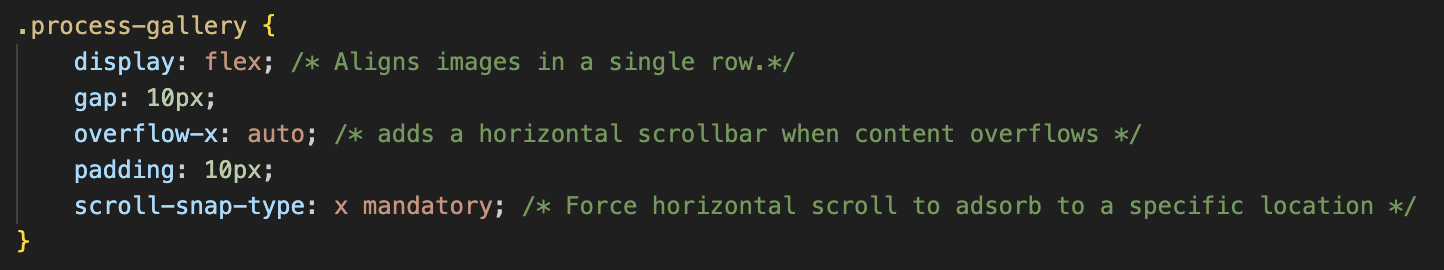 .process-gallery {
    display: flex; /* Aligns images in a single row.*/
    gap: 10px;
    overflow-x: auto; /* adds a horizontal scrollbar when content overflows */
    padding: 10px;
    scroll-snap-type: x mandatory; /* Force horizontal scroll to adsorb to a specific location */
}